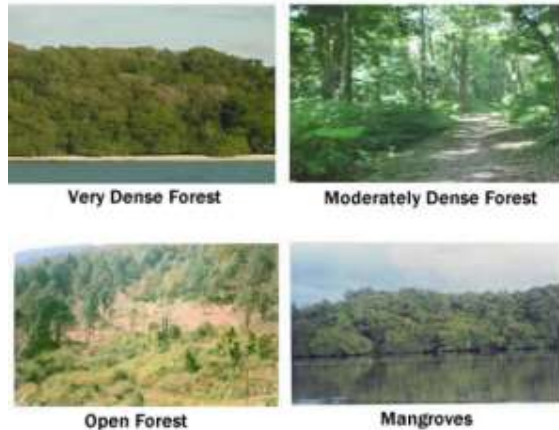 Very Dense Forest
Moderately Dense Forest
Open Forest
Mangroves